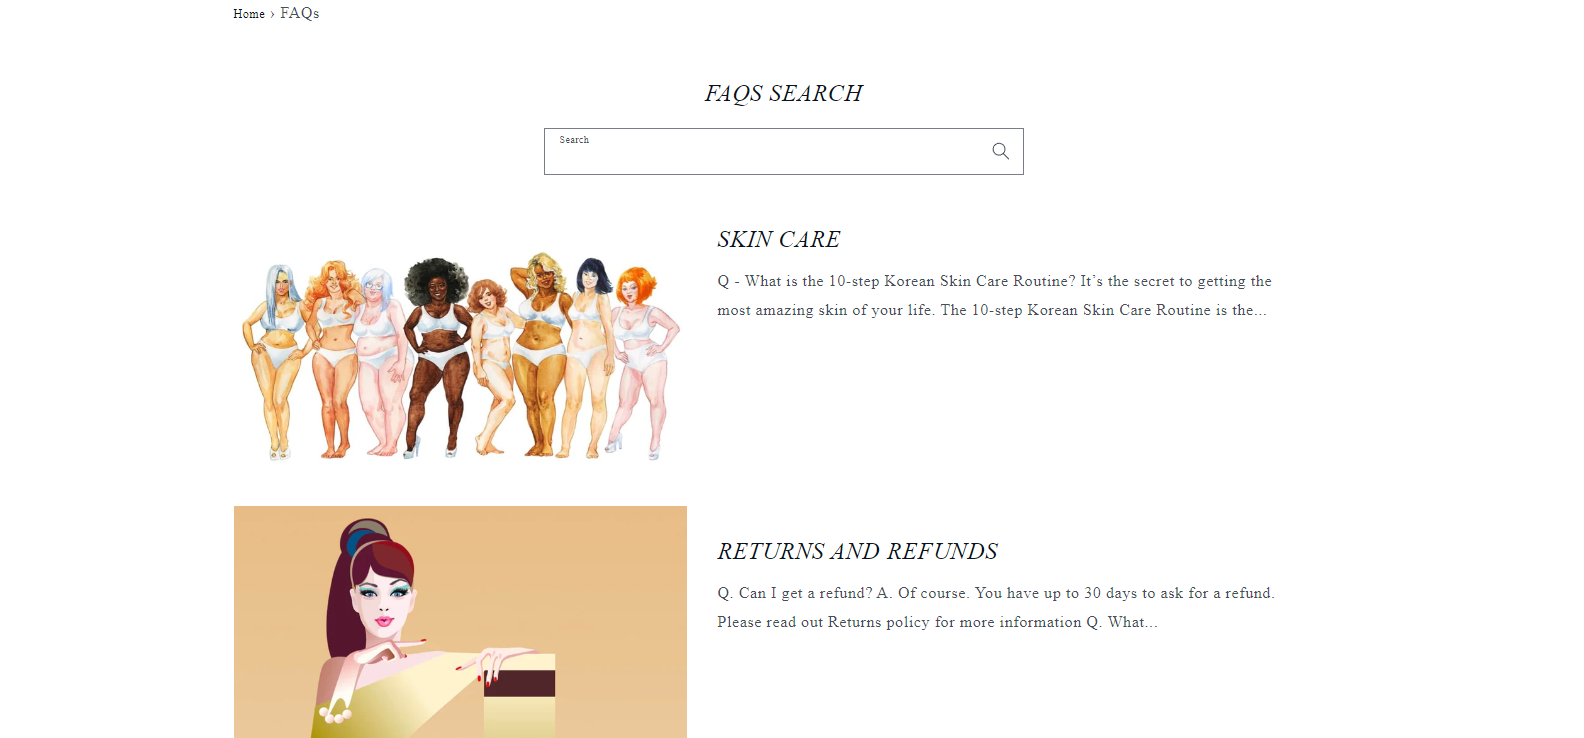 Home › FAQs
FAQS SEARCH
Search
SKIN CARE
Q - What is the 10-step Korean Skin Care Routine? It’s the secret to getting the
most amazing skin of your life. The 10-step Korean Skin Care Routine is the...
RETURNS AND REFUNDS
Q. Can I get a refund? A. Of course. You have up to 30 days to ask for a refund.
Please read out Returns policy for more information Q. What...